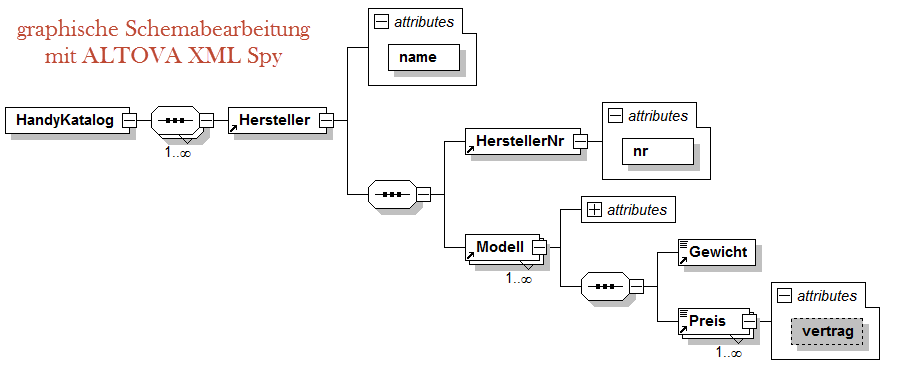 graphische Schemabearbeitung
mit ALTOVA XML Spy
attributes
name
HandyKatalog
Hersteller
1..∞
attributes
HerstellerNr
nr
attributes
Modell
1..∞
Gewicht
attributes
Preis
vertrag
1..∞